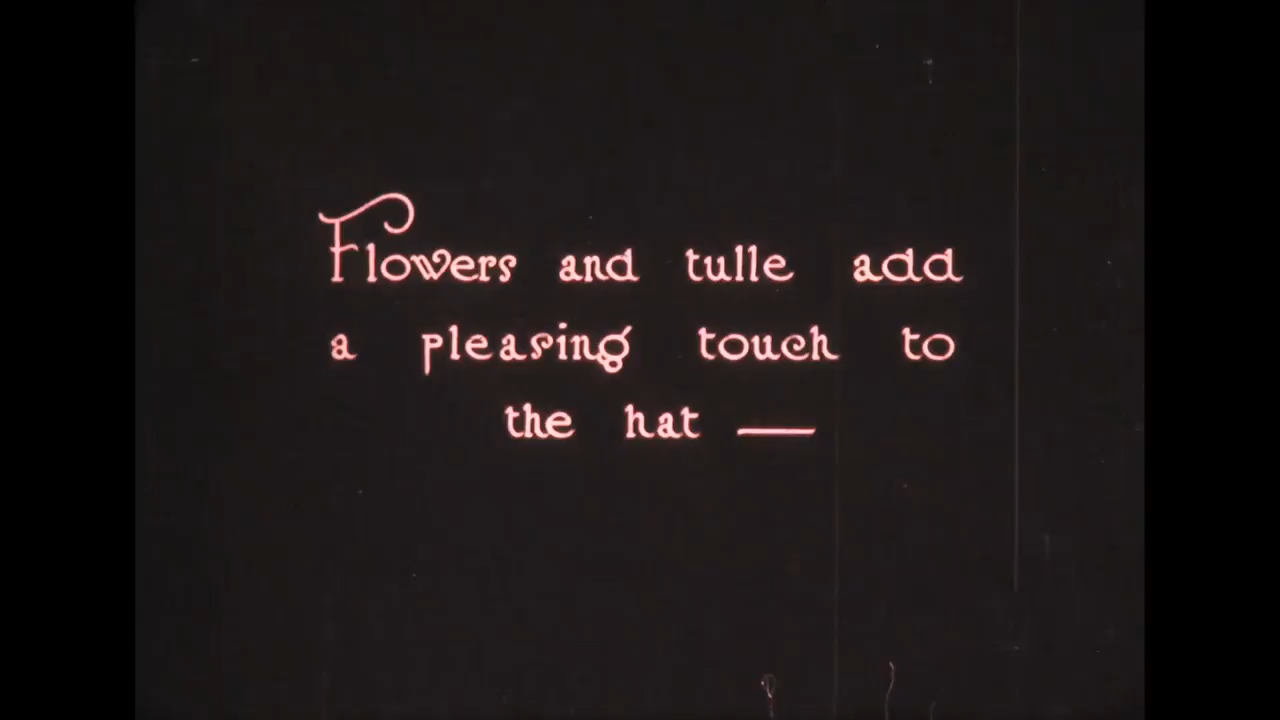 Flowers and tulle add
a pleasing touch to
the hat —